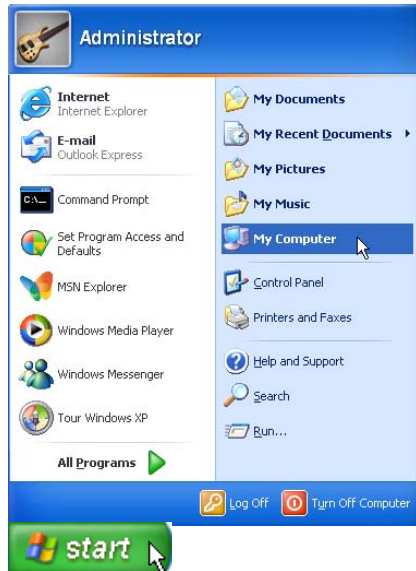 Administrator
Internet
Internet Explorer
E-mail
Outlook Express
C:\_
Command Prompt
Set Program Access and
Defaults
MSN Explorer
Windows Media Player
Windows Messenger
Tour Windows XP
All Programs
My Documents
My Recent Documents
My Pictures
My Music
My Computer
Control Panel
Printers and Faxes
Help and Support
Search
Run...
Log Off
Turn Off Computer
start